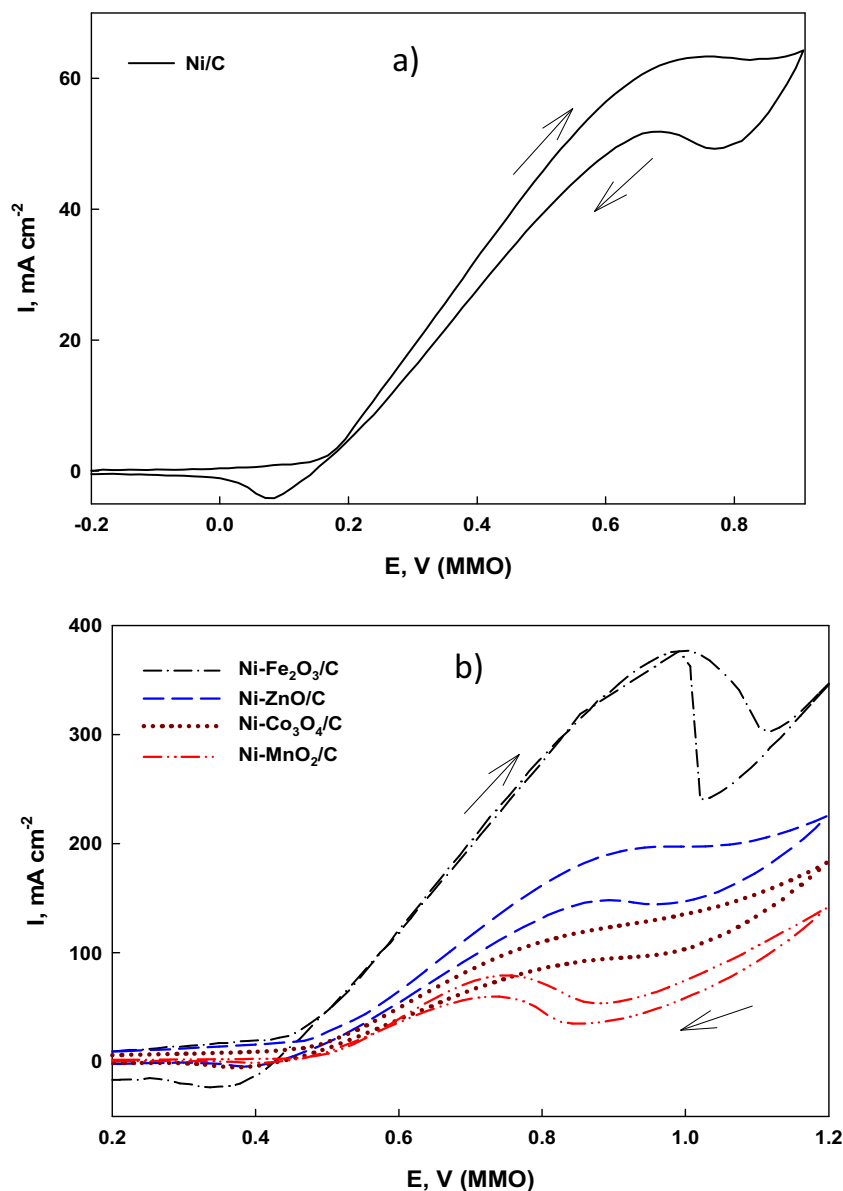 Ni/C
a)
60
40
20
0
I, mA cm-2
-0.2 0.0 0.2 0.4 0.6 0.8
E, V (MMO)
b)
Ni-Fe2O3/C
Ni-ZnO/C
Ni-Co3O4/C
Ni-MnO2/C
400
300
200
100
0
I, mA cm-2
0.2 0.4 0.6 0.8 1.0 1.2
E, V (MMO)